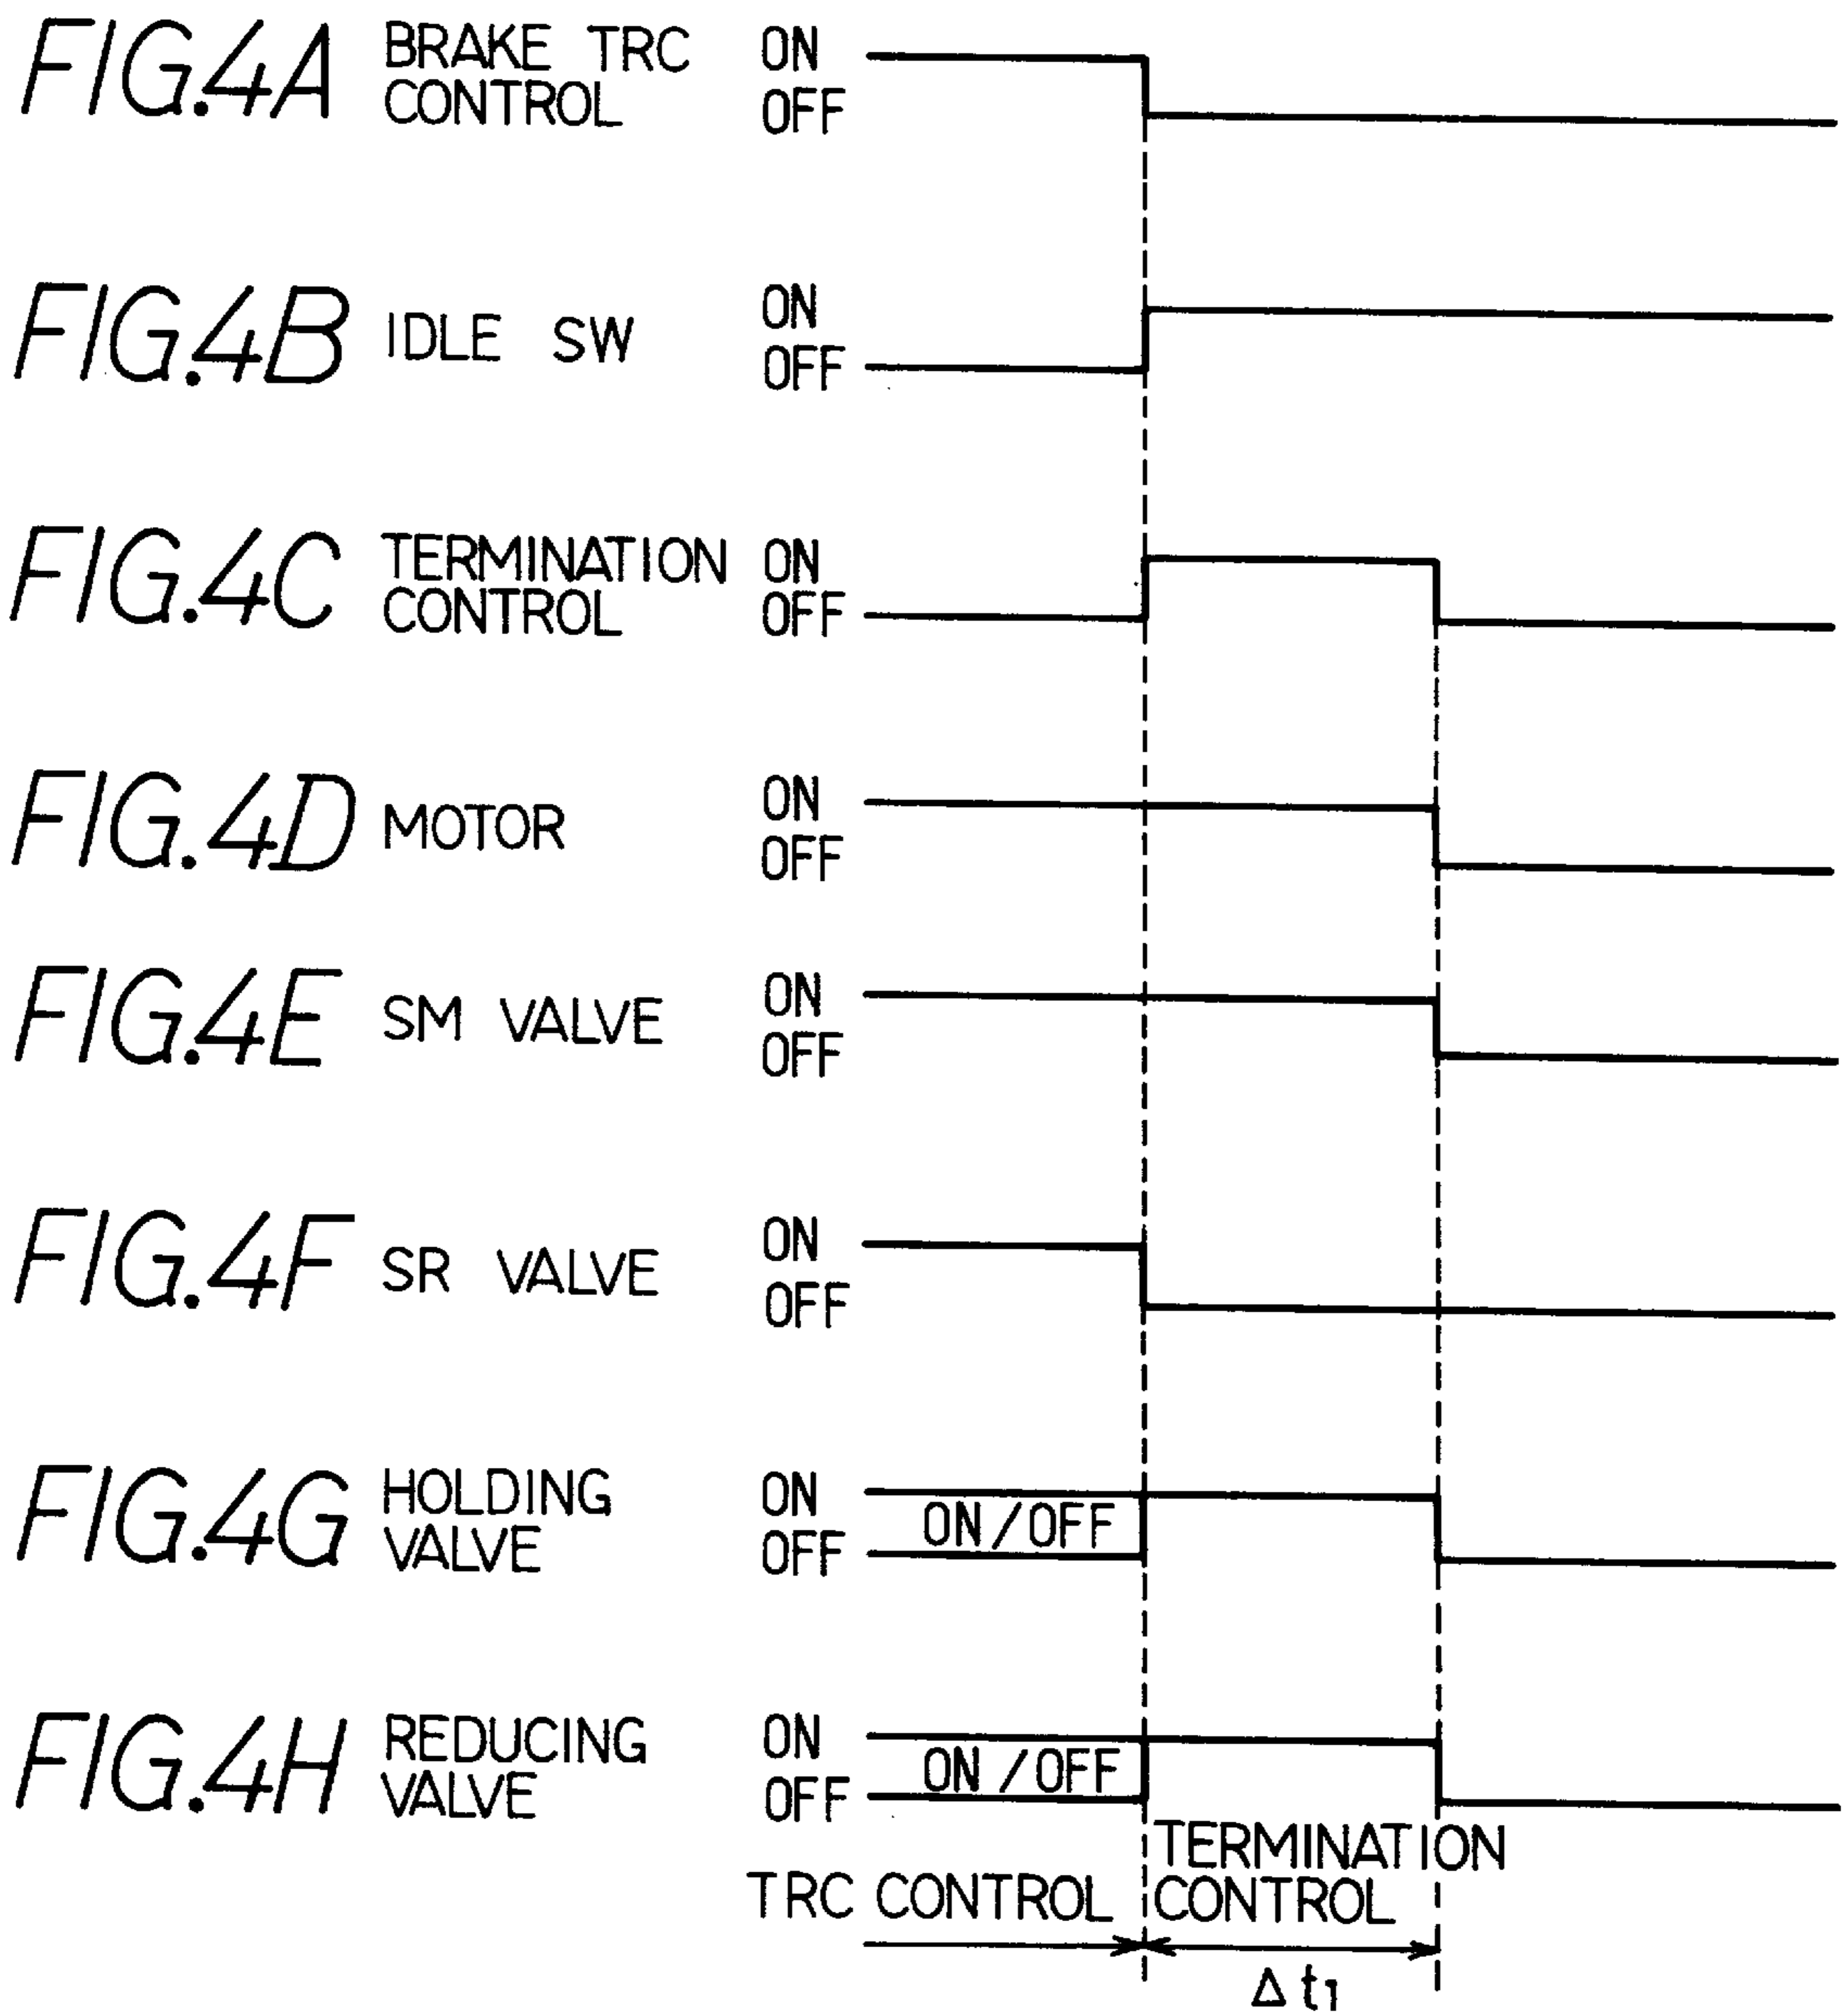 FIG.4A BRAKE TRC CONTROL ON OFF
FIG.4B IDLE SW ON OFF
FIG.4C TERMINATION CONTROL ON OFF
FIG.4D MOTOR ON OFF
FIG.4E SM VALVE ON OFF
FIG.4F SR VALVE ON OFF
FIG.4G HOLDING VALVE ON OFF ON/OFF
FIG.4H REDUCING VALVE ON OFF ON/OFF
TRC CONTROL TERMINATION CONTROL
Δt1